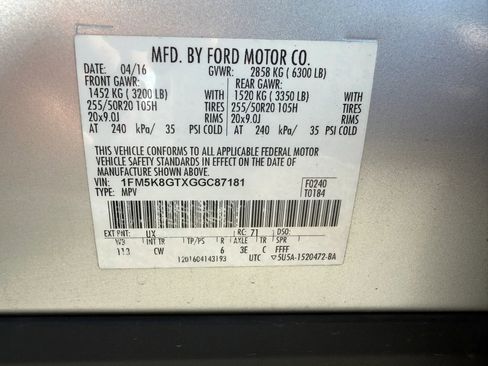 MFD. BY FORD MOTOR CO.
DATE: 04/16 GVWR: 2858 KG ( 6300 LB)
FRONT GAWR: REAR GAWR:
1452 KG ( 3200 LB) WITH 1520 KG ( 3350 LB) WITH
255/50R20 105H TIRES 255/50R20 105H TIRES
20x9.0J RIMS 20x9.0J RIMS
AT 240 kPa/ 35 PSI COLD AT 240 kPa/ 35 PSI COLD
THIS VEHICLE CONFORMS TO ALL APPLICABLE FEDERAL MOTOR
VEHICLE SAFETY STANDARDS IN EFFECT ON THE DATE OF
MANUFACTURE SHOWN ABOVE.
VIN: 1FM5K8GTXGGC87181 F0240
TYPE: MPV T0184
EXT PNT: UX RC: 71 DSO:
WB INT TR TP/PS R AXLE TR SPR
113 CW 6 3E C FFFF
1201604143193 UTC ▽5U5A-1520472-BA